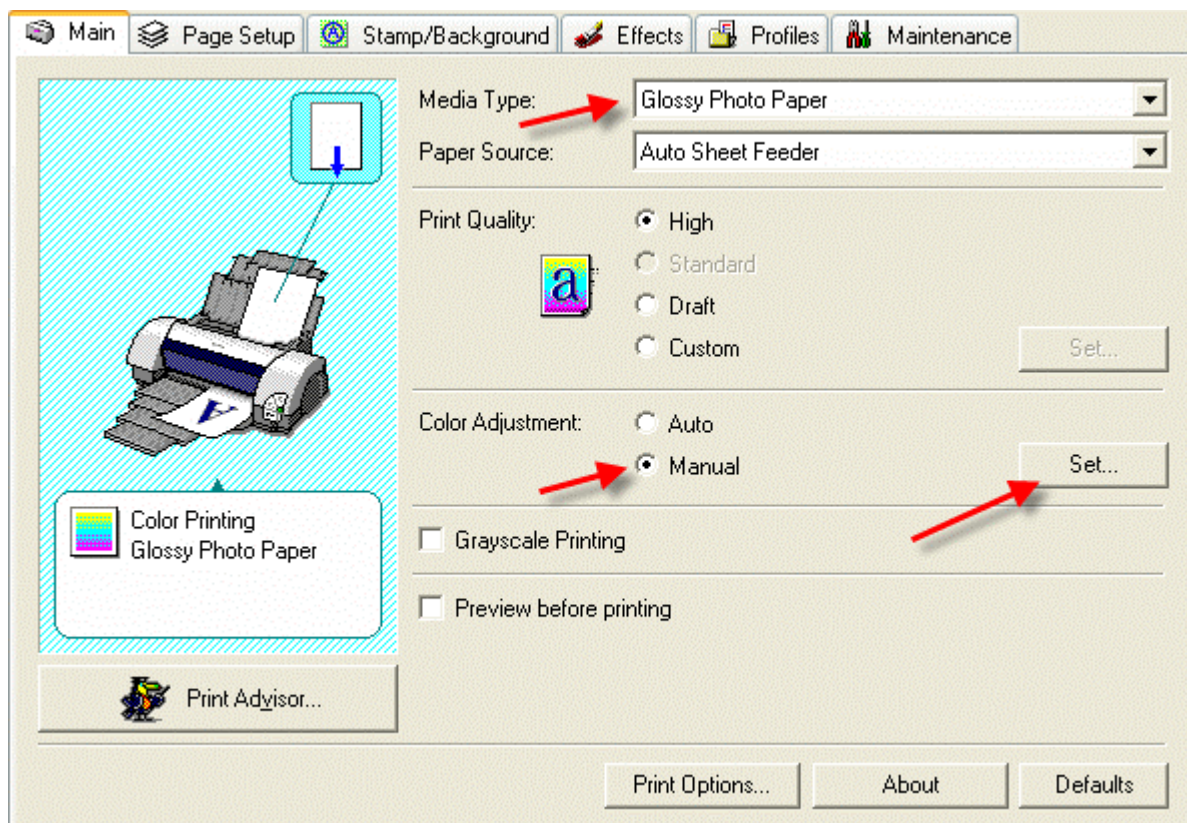 Main Page Setup Stamp/Background Effects Profiles Maintenance
Media Type: Glossy Photo Paper
Paper Source: Auto Sheet Feeder
Print Quality: High
Standard
a
Draft
Custom Set...
Color Adjustment: Auto
Manual Set...
A
Color Printing
Glossy Photo Paper
Grayscale Printing
Preview before printing
Print Advisor...
Print Options... About Defaults